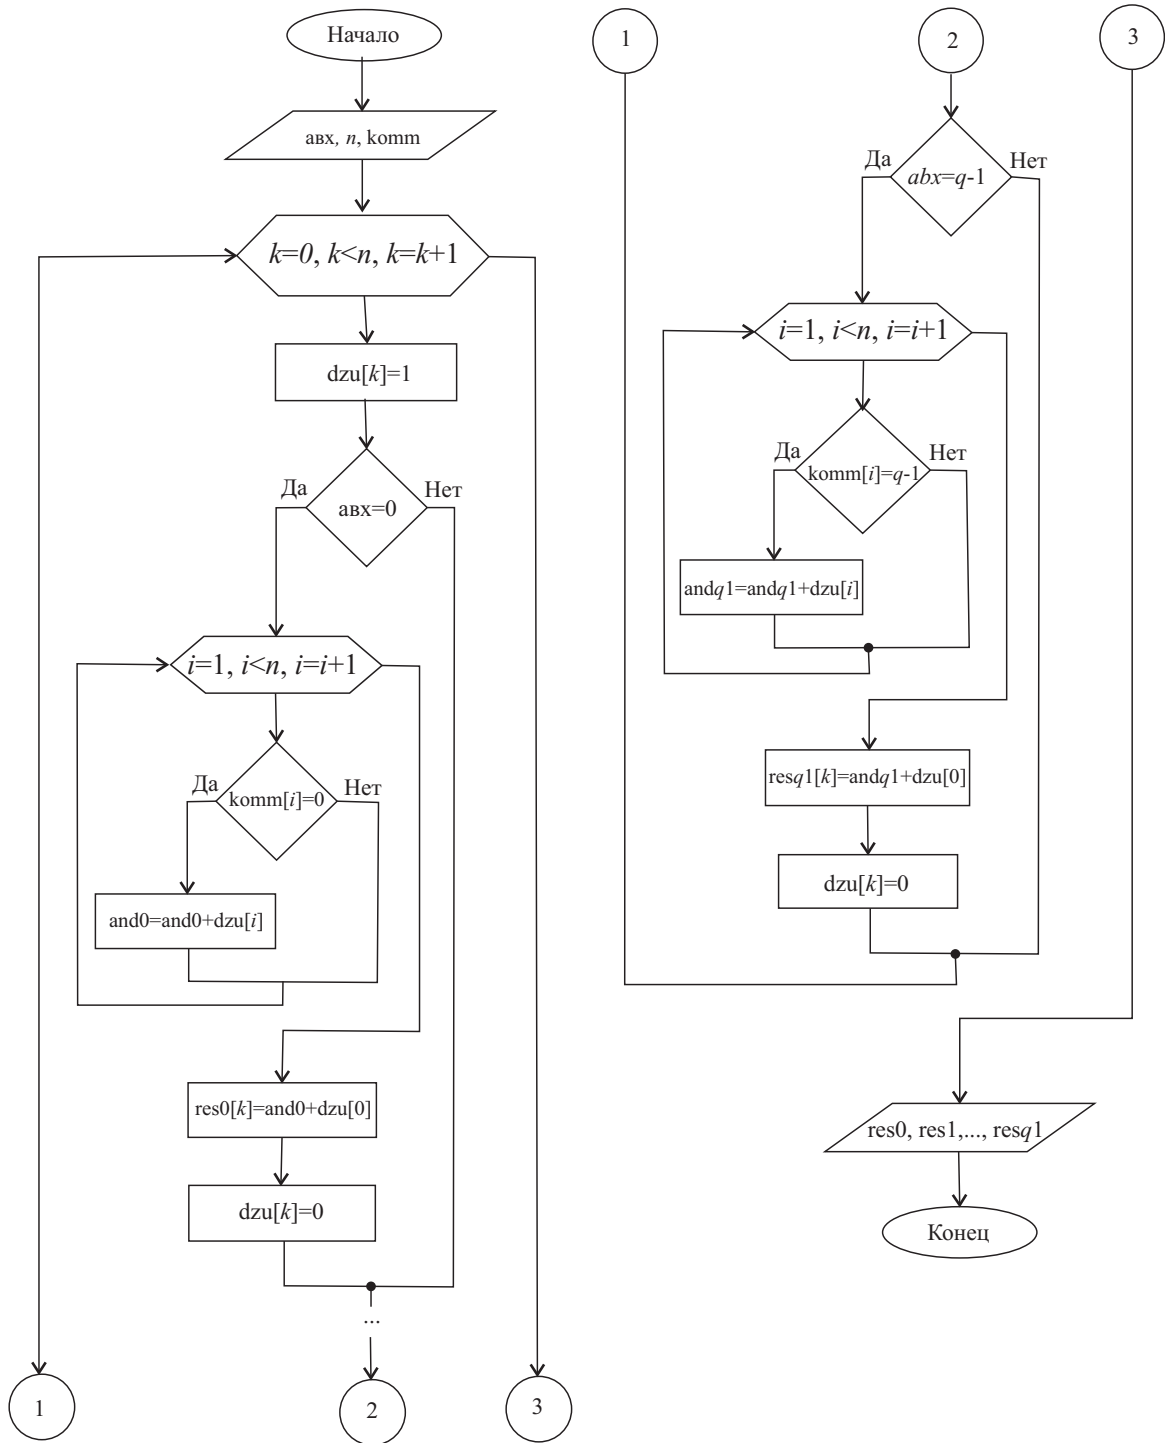 Начало
авх, n, komm
k=0, k<n, k=k+1
dzu[k]=1
авх=0
Да
Нет
i=1, i<n, i=i+1
komm[i]=0
Да
Нет
and0=and0+dzu[i]
res0[k]=and0+dzu[0]
dzu[k]=0
...
1
2
3
1
2
3
abx=q-1
Да
Нет
i=1, i<n, i=i+1
komm[i]=q-1
Да
Нет
andq1=andq1+dzu[i]
resq1[k]=andq1+dzu[0]
dzu[k]=0
res0, res1,..., resq1
Конец